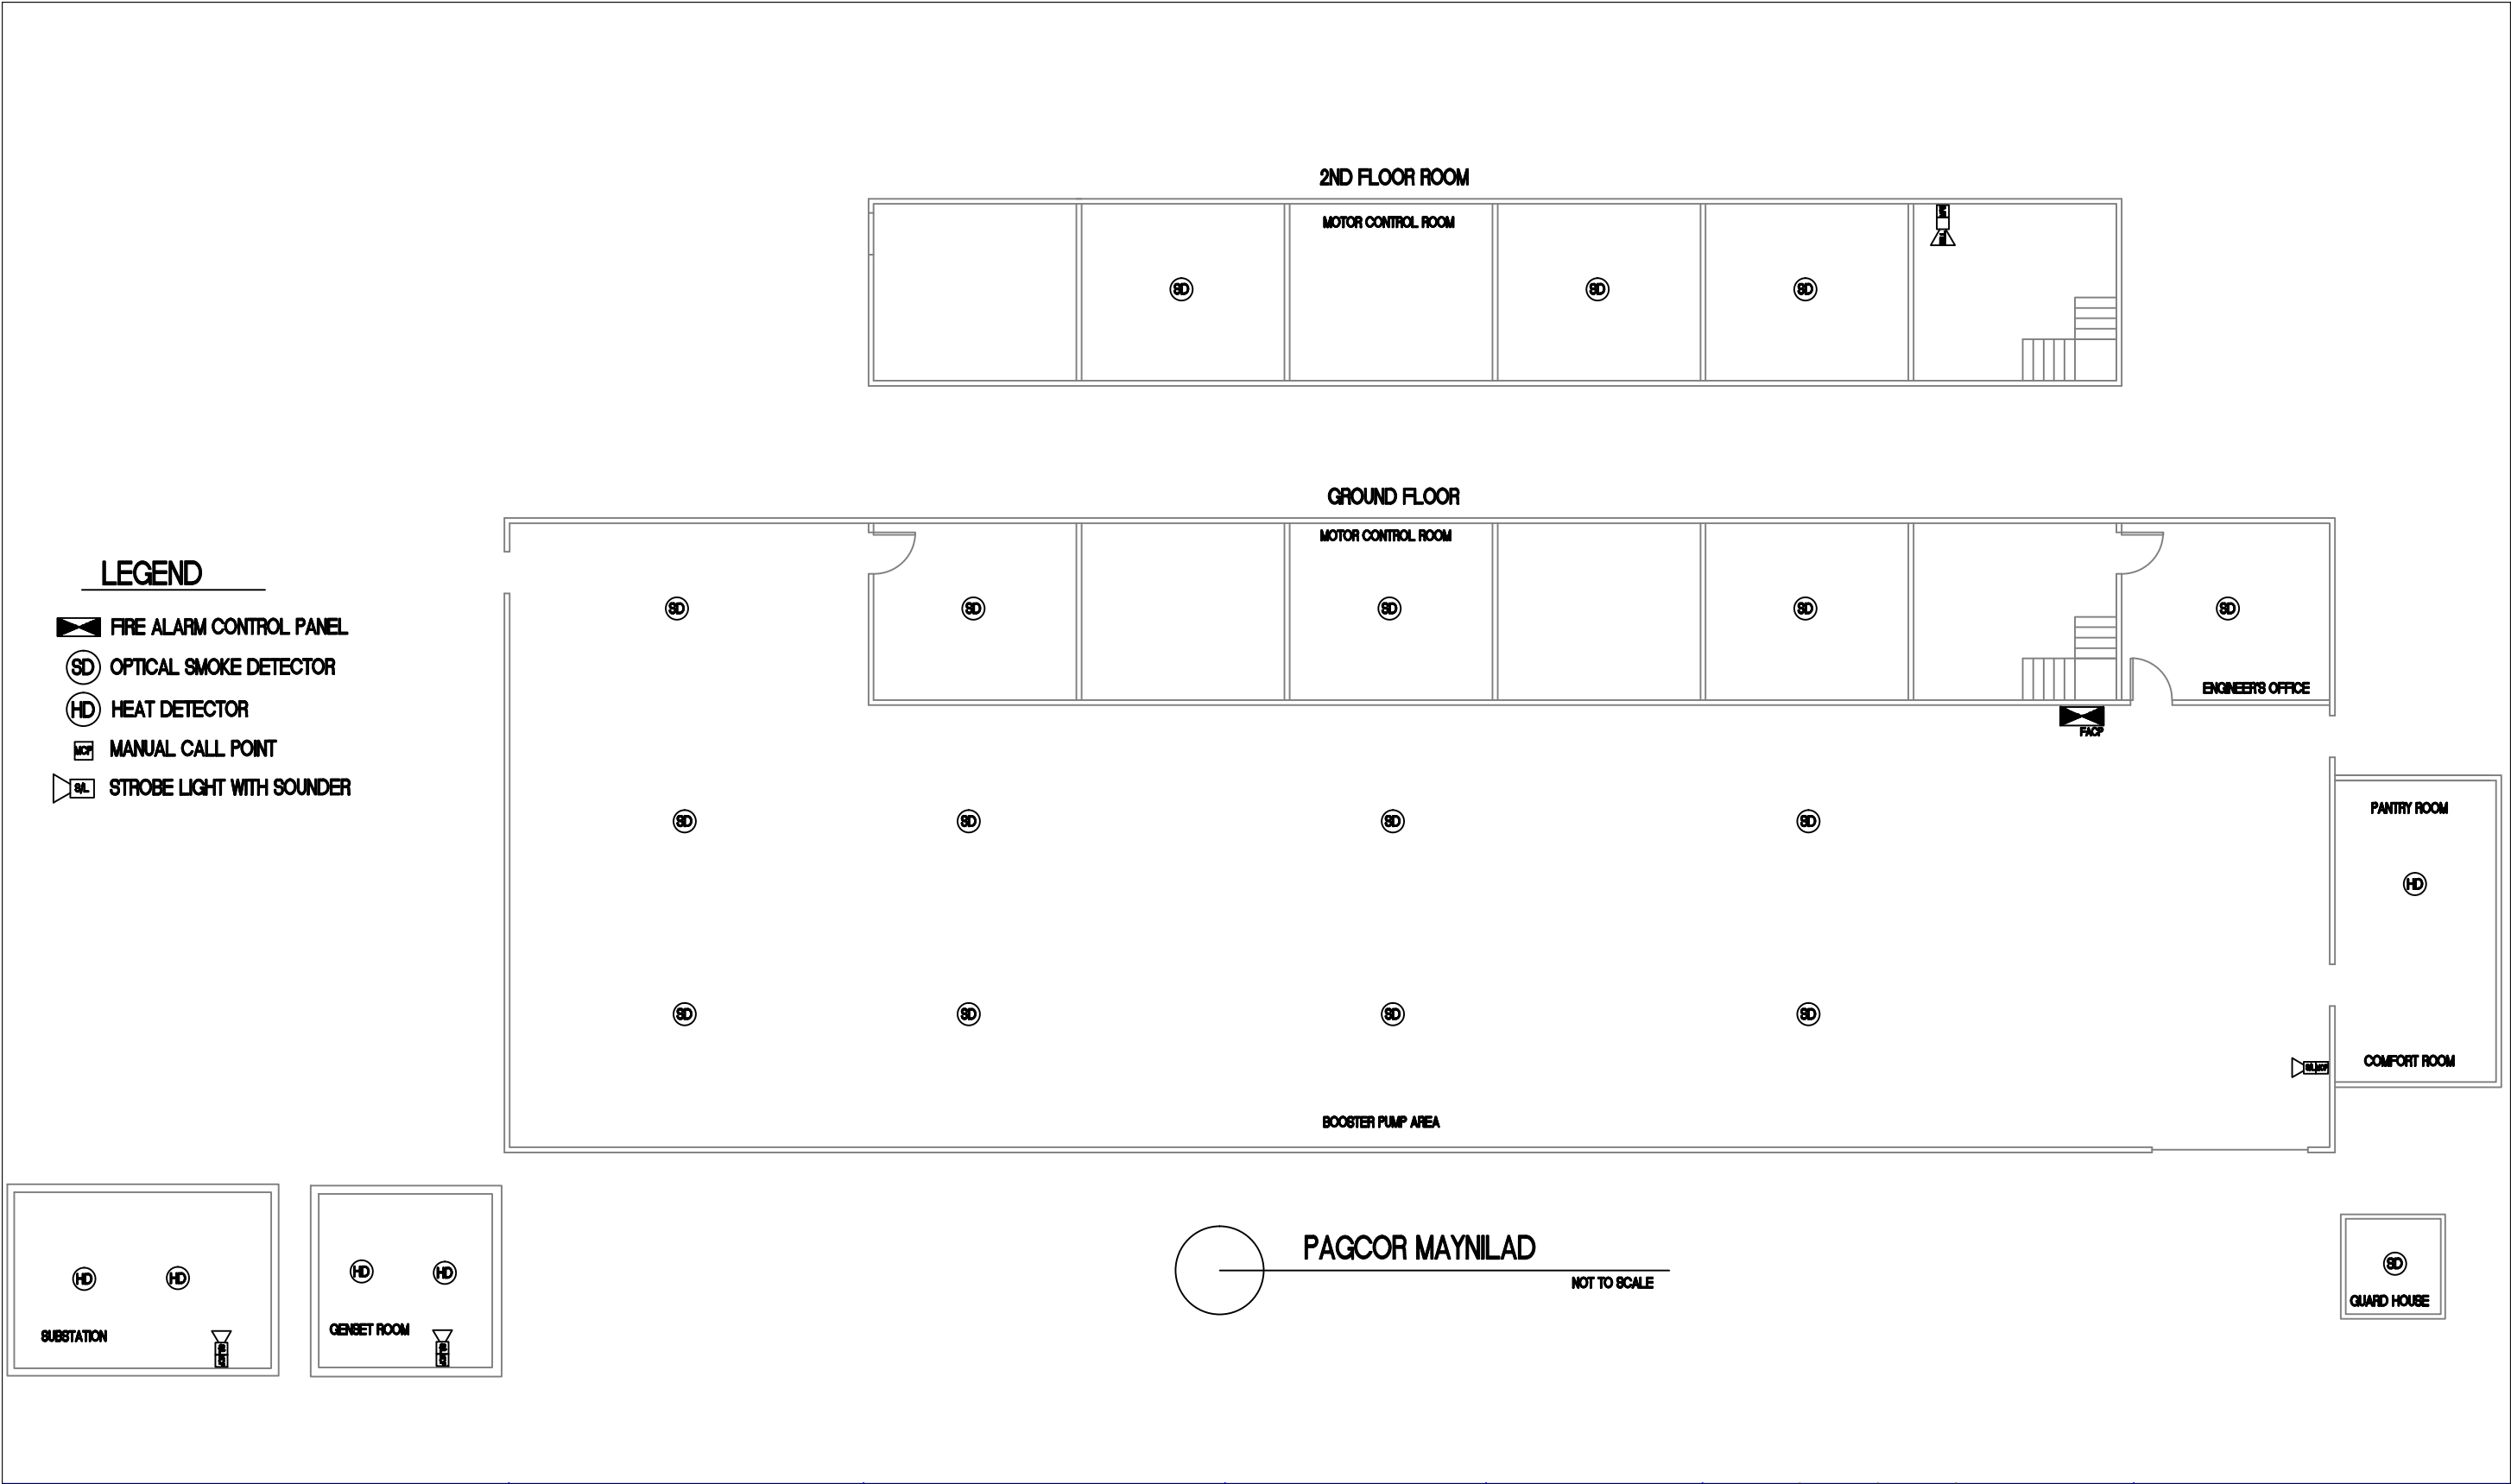 2ND FLOOR ROOM
MOTOR CONTROL ROOM
SD
SD
SD
GROUND FLOOR
MOTOR CONTROL ROOM
SD
SD
SD
SD
SD
ENGINEER'S OFFICE
FACP
LEGEND
FIRE ALARM CONTROL PANEL
SD OPTICAL SMOKE DETECTOR
HD HEAT DETECTOR
MCP MANUAL CALL POINT
S/L STROBE LIGHT WITH SOUNDER
SD
SD
SD
SD
PANTRY ROOM
HD
SD
SD
SD
SD
S/L MCP
COMFORT ROOM
BOOSTER PUMP AREA
HD
HD
SUBSTATION
HD
HD
GENSET ROOM
PAGCOR MAYNILAD
NOT TO SCALE
SD
GUARD HOUSE